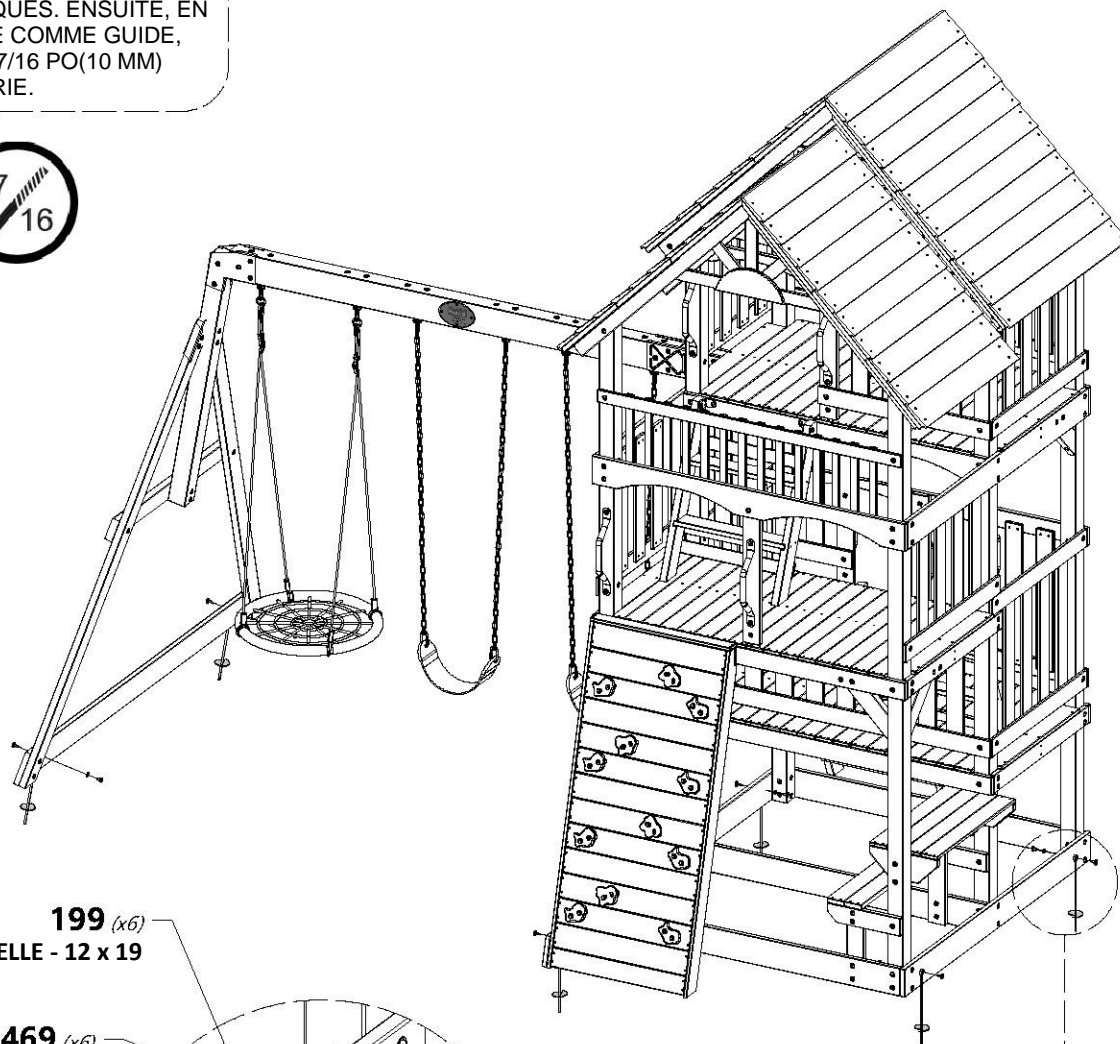 QUES. ENSUITE, EN
E COMME GUIDE,
7/16 PO(10 MM)
RIE.
7
16
199 (x6)
ELLE - 12 x 19
469 (x6)